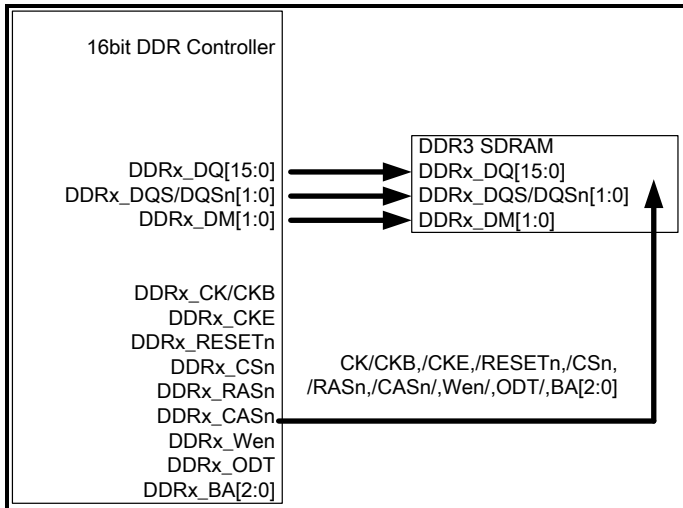 16bit DDR Controller
DDRx_DQ[15:0]
DDRx_DQS/DQSn[1:0]
DDRx_DM[1:0]
DDR3 SDRAM
DDRx_DQ[15:0]
DDRx_DQS/DQSn[1:0]
DDRx_DM[1:0]
DDRx_CK/CKB
DDRx_CKE
DDRx_RESETn
DDRx_CSn
DDRx_RASn
DDRx_CASn
DDRx_Wen
DDRx_ODT
DDRx_BA[2:0]
CK/CKB,/CKE,/RESETn,/CSn,
/RASn,/CASn/,Wen/,ODT/,BA[2:0]